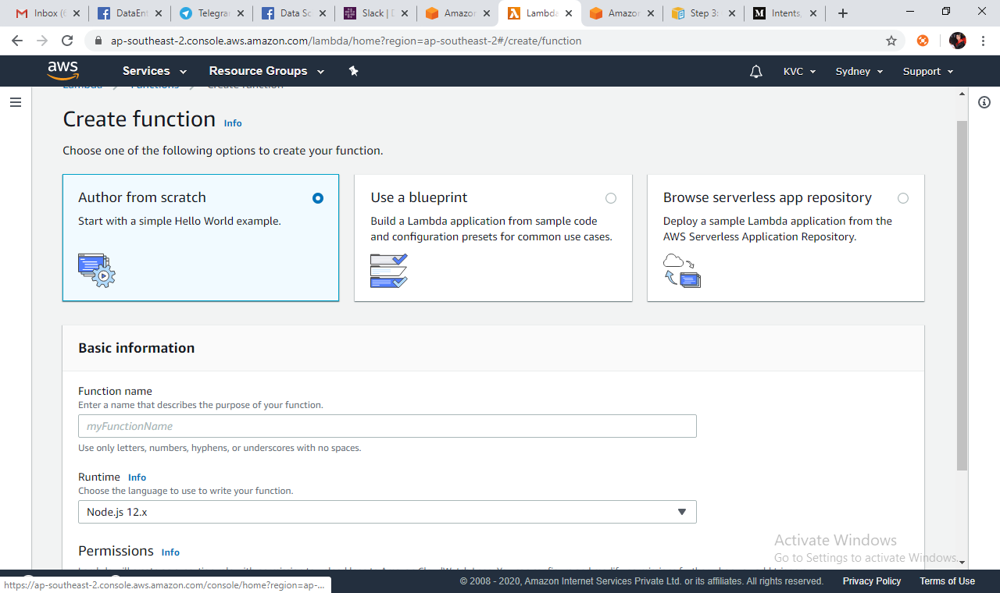 Inbox (6
DataEnt
Telegra
Data Sc
Slack | D
Amazon
Lambda
Amazon
Step 3:
Intents,
ap-southeast-2.console.aws.amazon.com/lambda/home?region=ap-southeast-2#/create/function
aws
Services
Resource Groups
KVC
Sydney
Support
Lambda
Functions
Create function
Create function Info
Choose one of the following options to create your function.
Author from scratch
Start with a simple Hello World example.
Use a blueprint
Build a Lambda application from sample code
and configuration presets for common use cases.
Browse serverless app repository
Deploy a sample Lambda application from the
AWS Serverless Application Repository.
Basic information
Function name
Enter a name that describes the purpose of your function.
myFunctionName
Use only letters, numbers, hyphens, or underscores with no spaces.
Runtime Info
Choose the language to use to write your function.
Node.js 12.x
Permissions Info
Activate Windows
Go to Settings to activate Windows.
https://ap-southeast-2.console.aws.amazon.com/console/home?region=ap-...
© 2008 - 2020, Amazon Internet Services Private Ltd. or its affiliates. All rights reserved.
Privacy Policy
Terms of Use